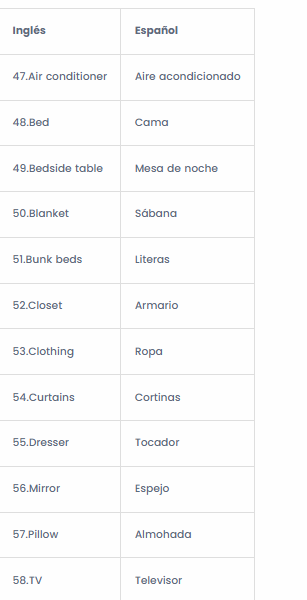 Inglés Español
47.Air conditioner Aire acondicionado
48.Bed Cama
49.Bedside table Mesa de noche
50.Blanket Sábana
51.Bunk beds Literas
52.Closet Armario
53.Clothing Ropa
54.Curtains Cortinas
55.Dresser Tocador
56.Mirror Espejo
57.Pillow Almohada
58.TV Televisor